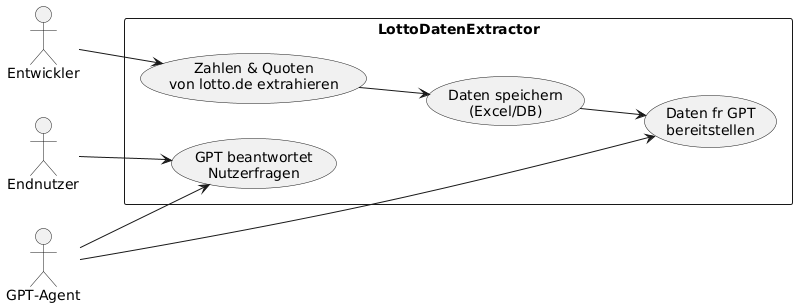 LottoDatenExtractor
Entwickler
Zahlen & Quoten
von lotto.de extrahieren
Daten speichern
(Excel/DB)
Daten fr GPT
bereitstellen
Endnutzer
GPT beantwortet
Nutzerfragen
GPT-Agent